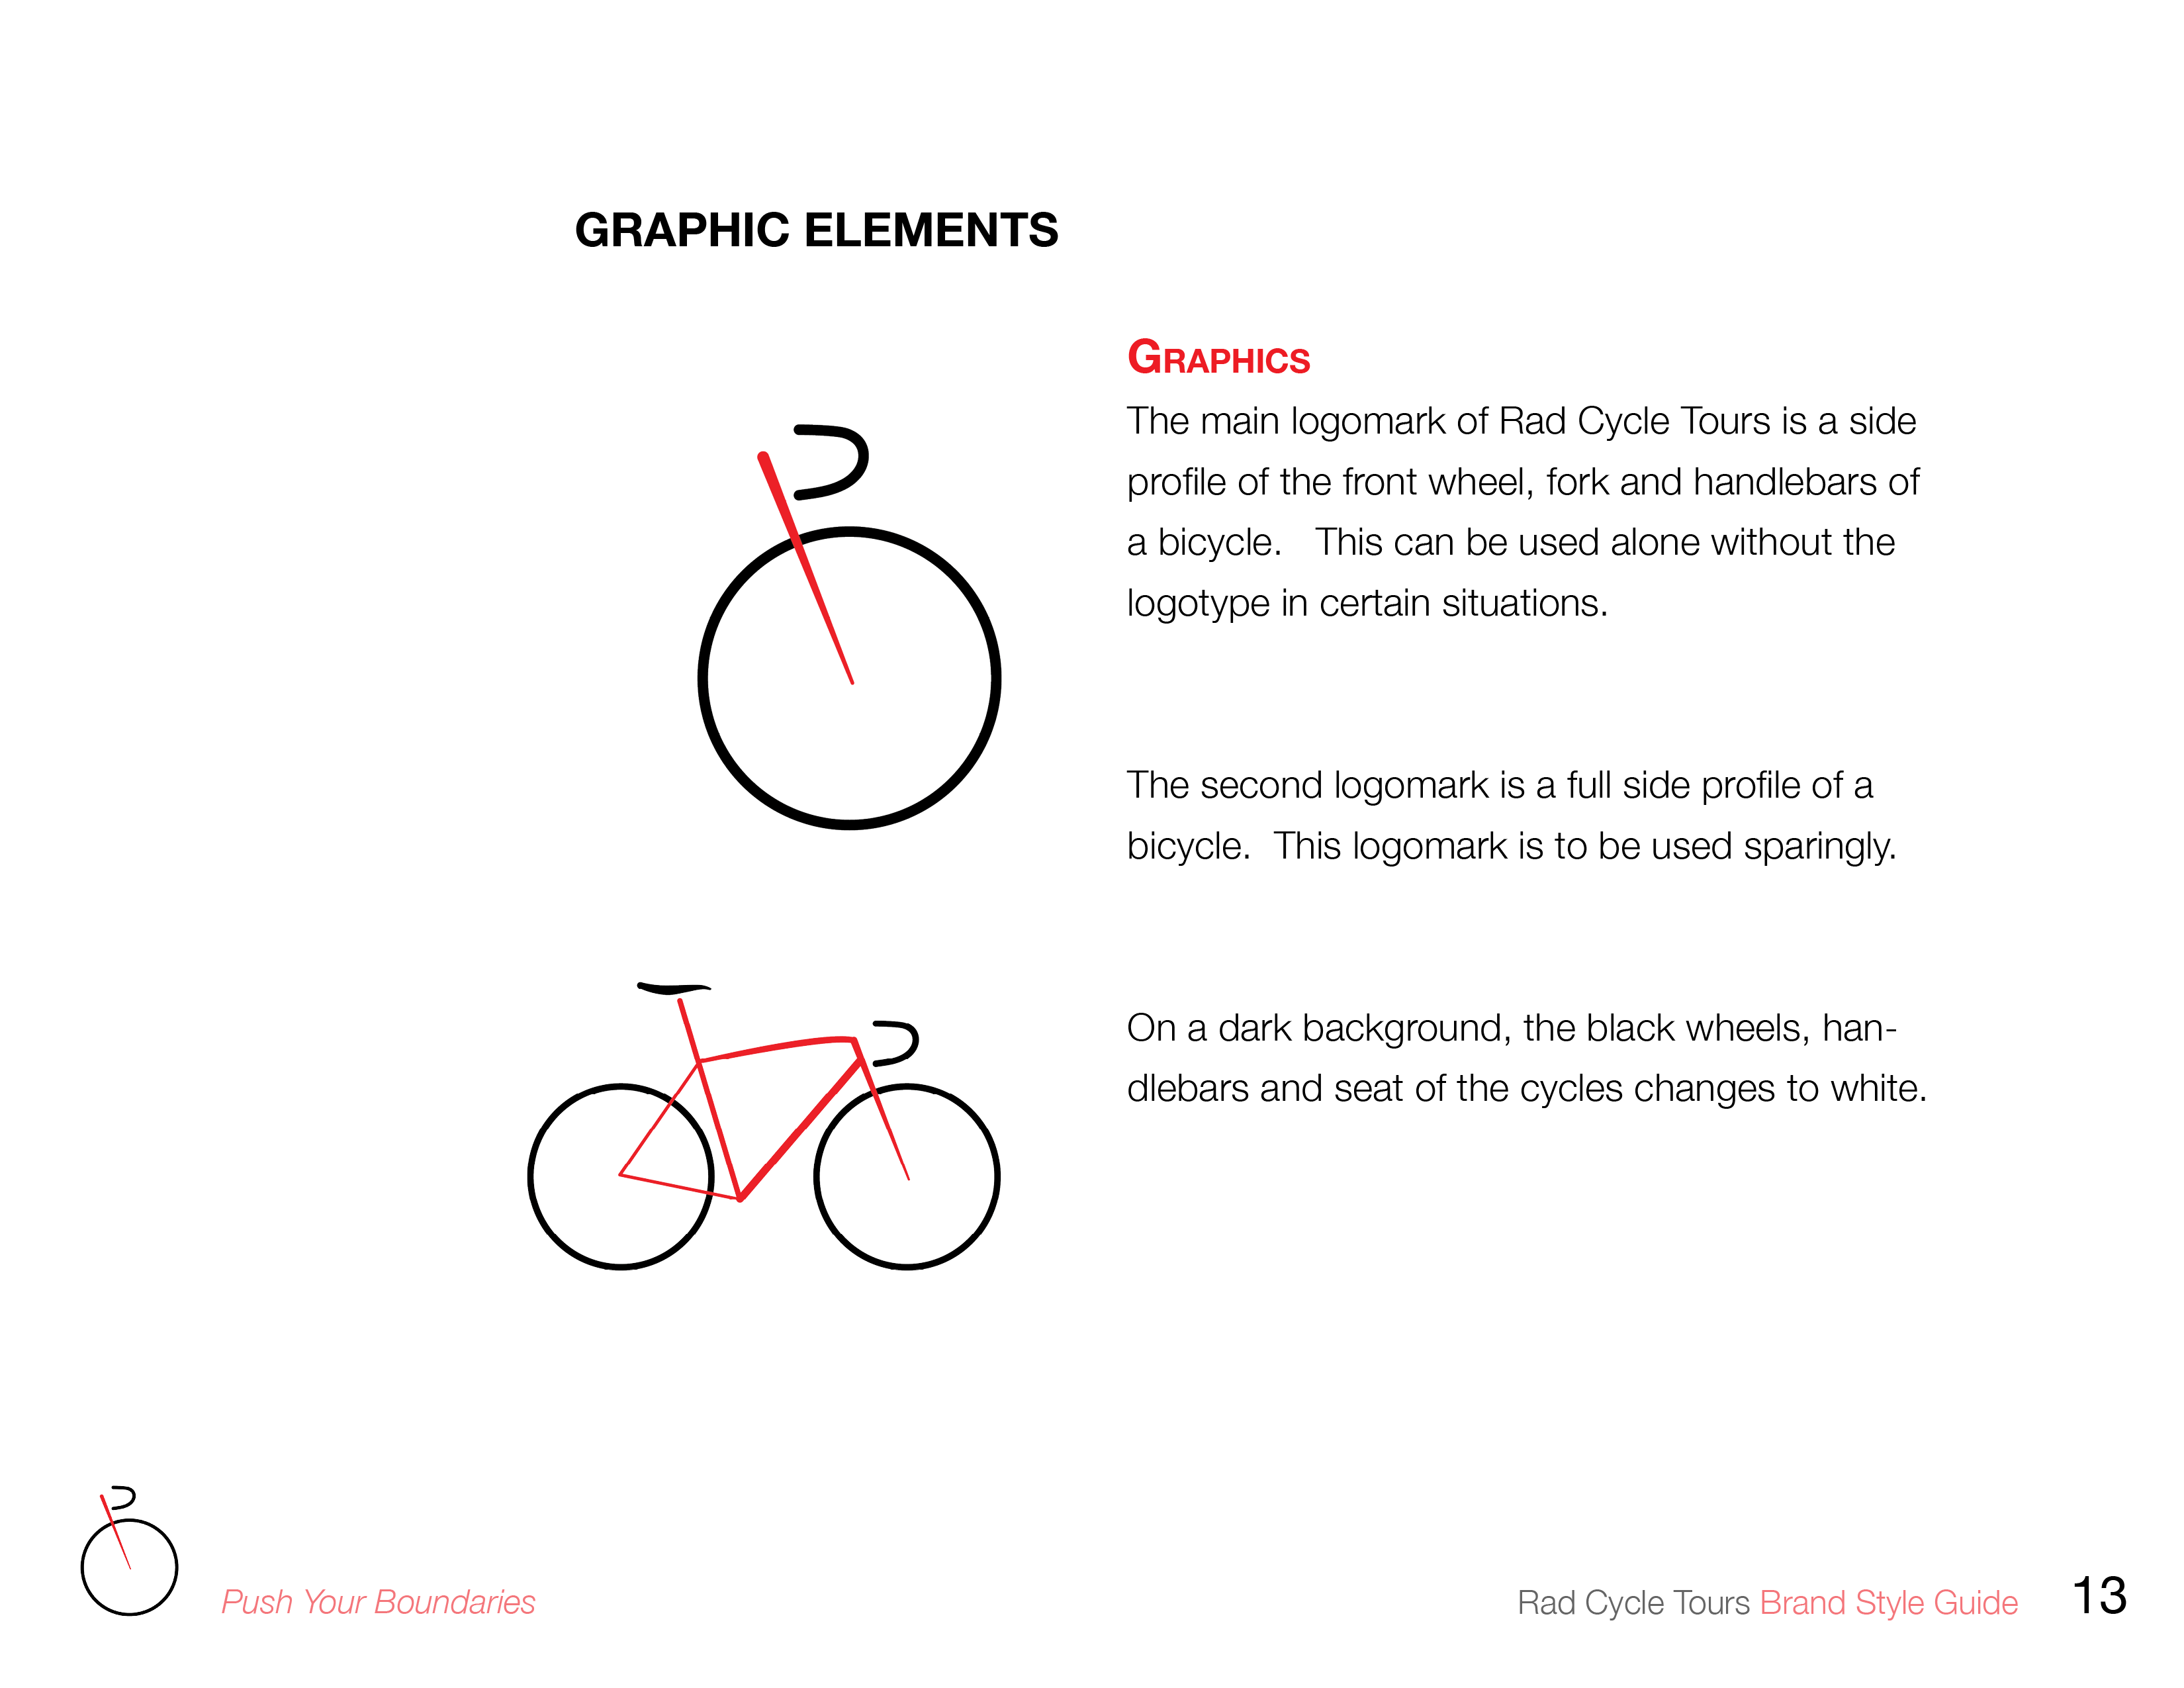 GRAPHIC ELEMENTS
GRAPHICS
The main logomark of Rad Cycle Tours is a side
profile of the front wheel, fork and handlebars of
a bicycle.   This can be used alone without the
logotype in certain situations.
The second logomark is a full side profile of a
bicycle.  This logomark is to be used sparingly.
On a dark background, the black wheels, han-
dlebars and seat of the cycles changes to white.
Push Your Boundaries
Rad Cycle Tours Brand Style Guide 13